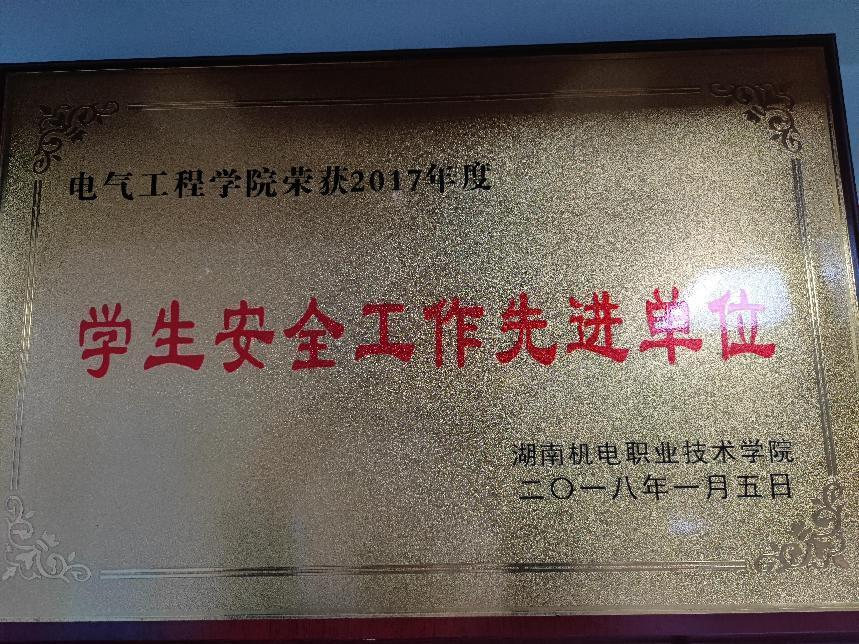 电气工程学院荣获2017年度
学生安全工作先进单位
湖南机电职业技术学院
二〇一八年一月五日